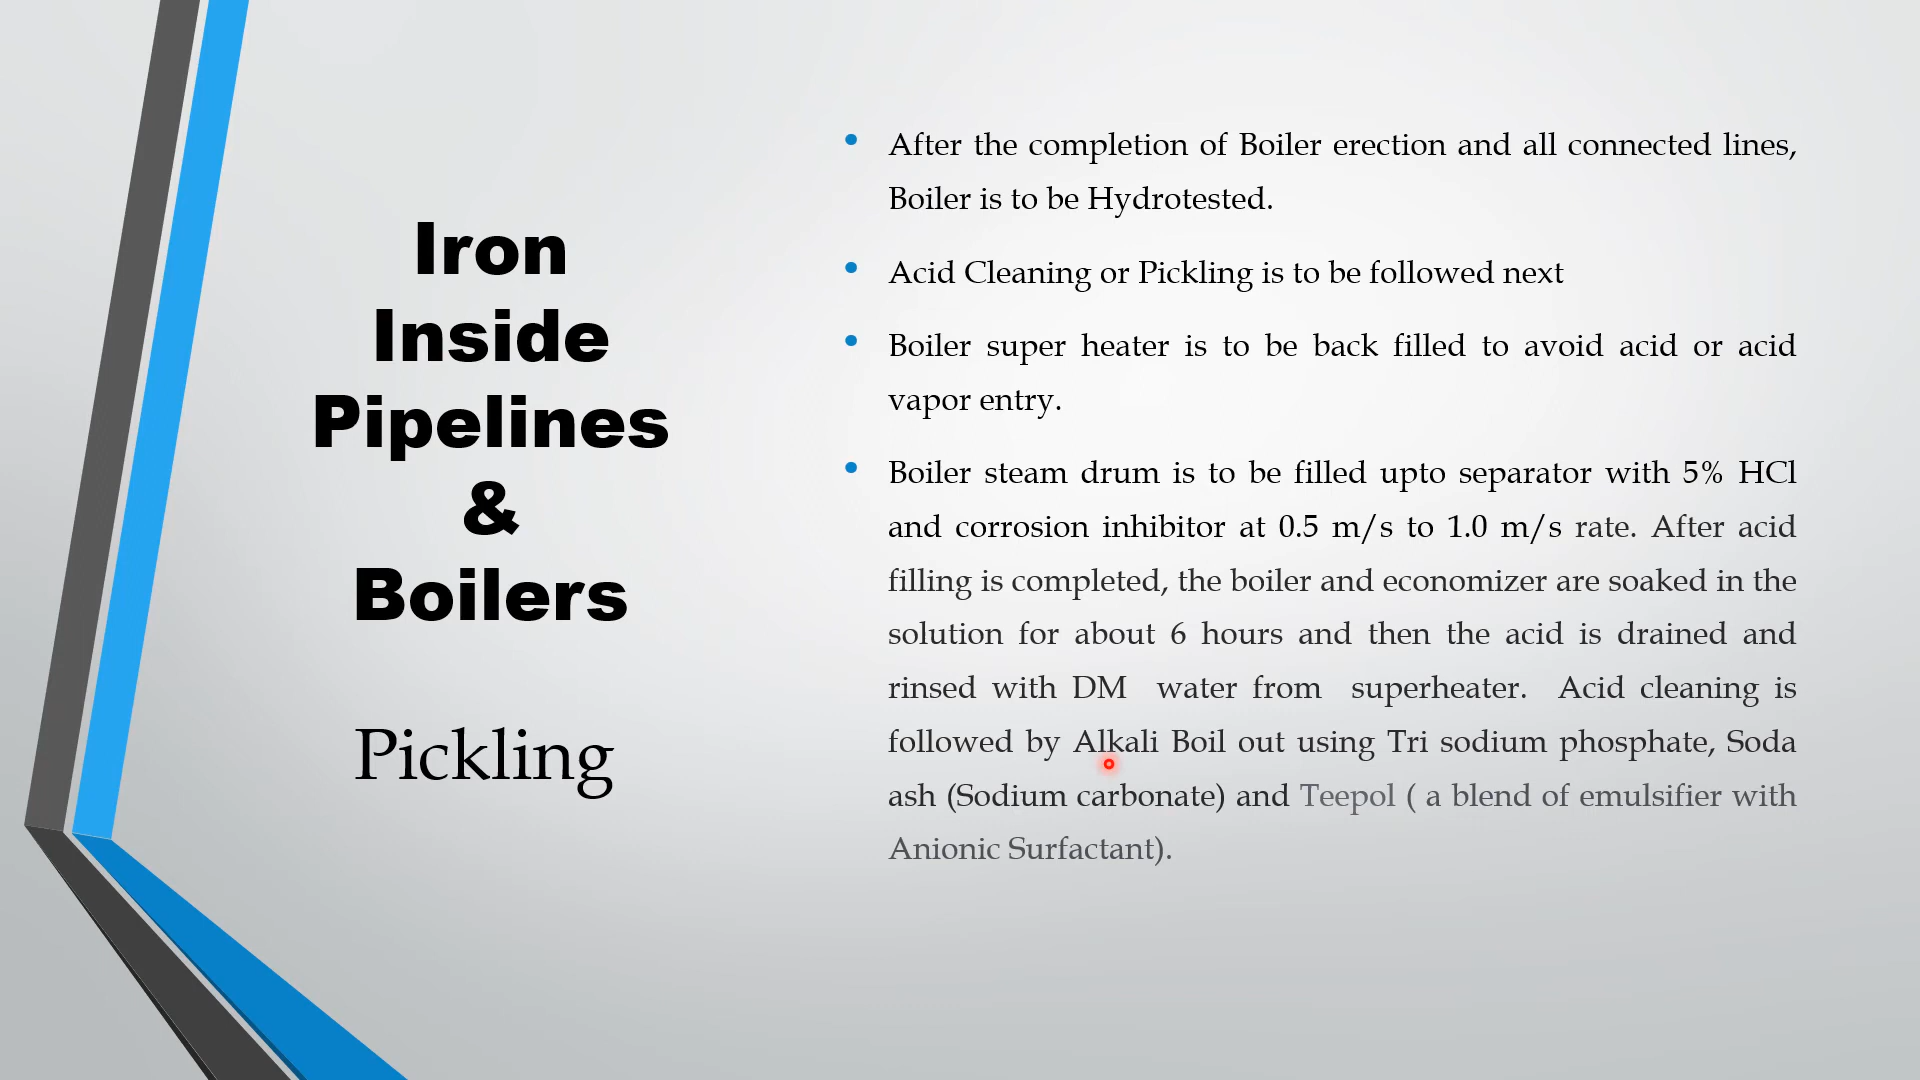 Iron
Inside
Pipelines
&
Boilers
Pickling
• After the completion of Boiler erection and all connected lines,
Boiler is to be Hydrotested.
• Acid Cleaning or Pickling is to be followed next
• Boiler super heater is to be back filled to avoid acid or acid
vapor entry.
• Boiler steam drum is to be filled upto separator with 5% HCl
and corrosion inhibitor at 0.5 m/s to 1.0 m/s rate. After acid
filling is completed, the boiler and economizer are soaked in the
solution for about 6 hours and then the acid is drained and
rinsed with DM water from superheater. Acid cleaning is
followed by Alkali Boil out using Tri sodium phosphate, Soda
ash (Sodium carbonate) and Teepol ( a blend of emulsifier with
Anionic Surfactant).